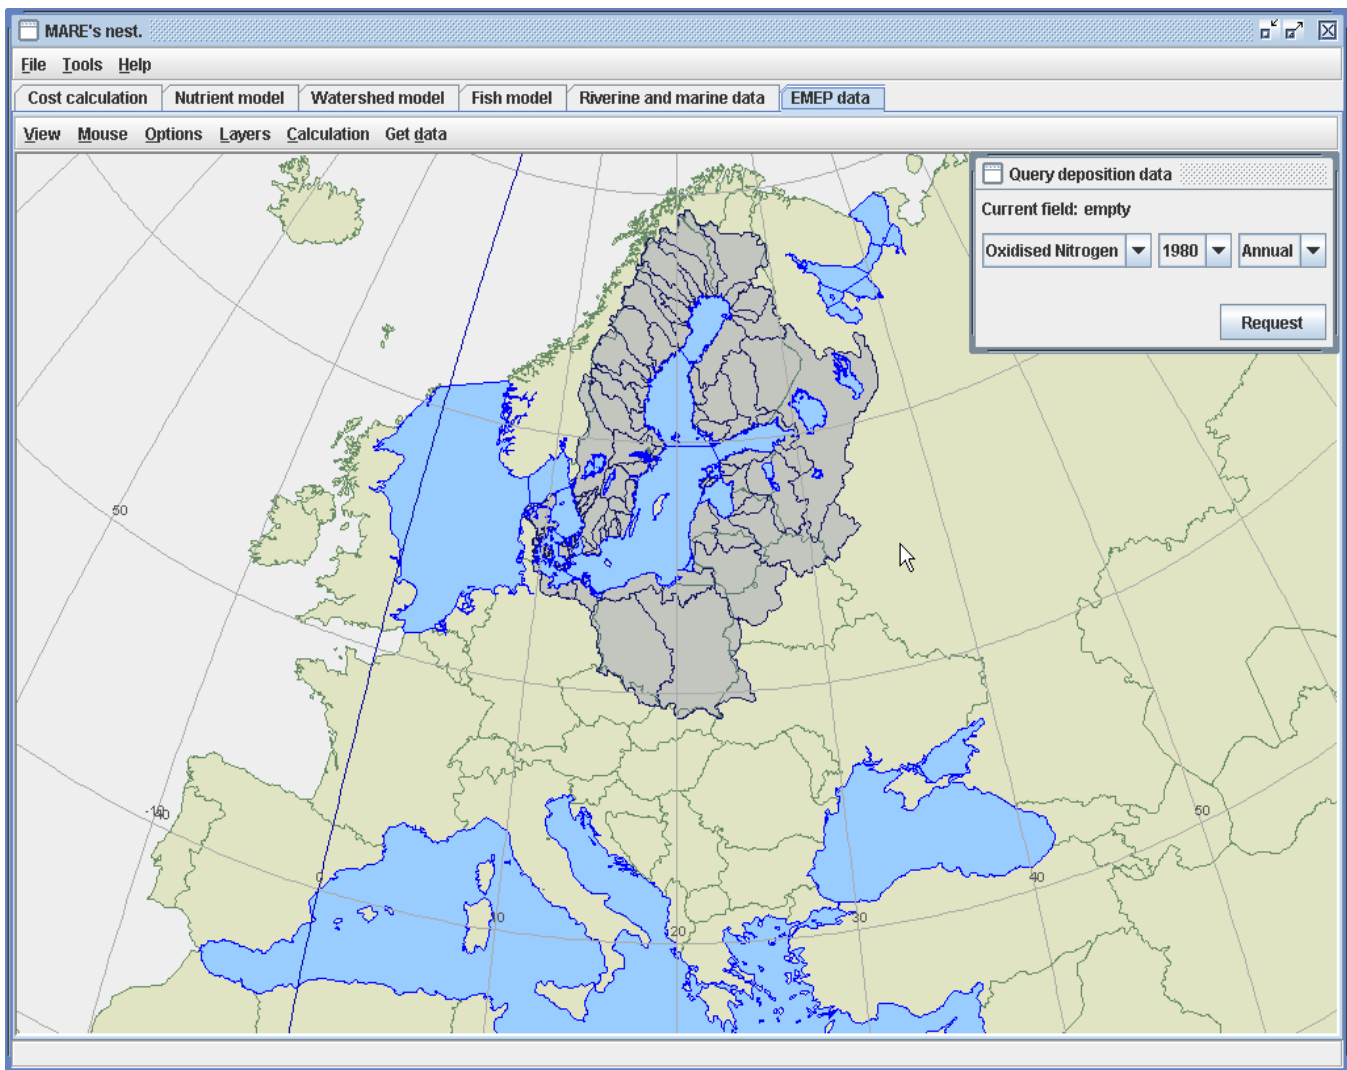 MARE's nest.
File Tools Help
Cost calculation Nutrient model Watershed model Fish model Riverine and marine data EMEP data
View Mouse Options Layers Calculation Get data
Query deposition data
Current field: empty
Oxidised Nitrogen 1980 Annual
Request
50
-10
40
50
0
40
10
30
20